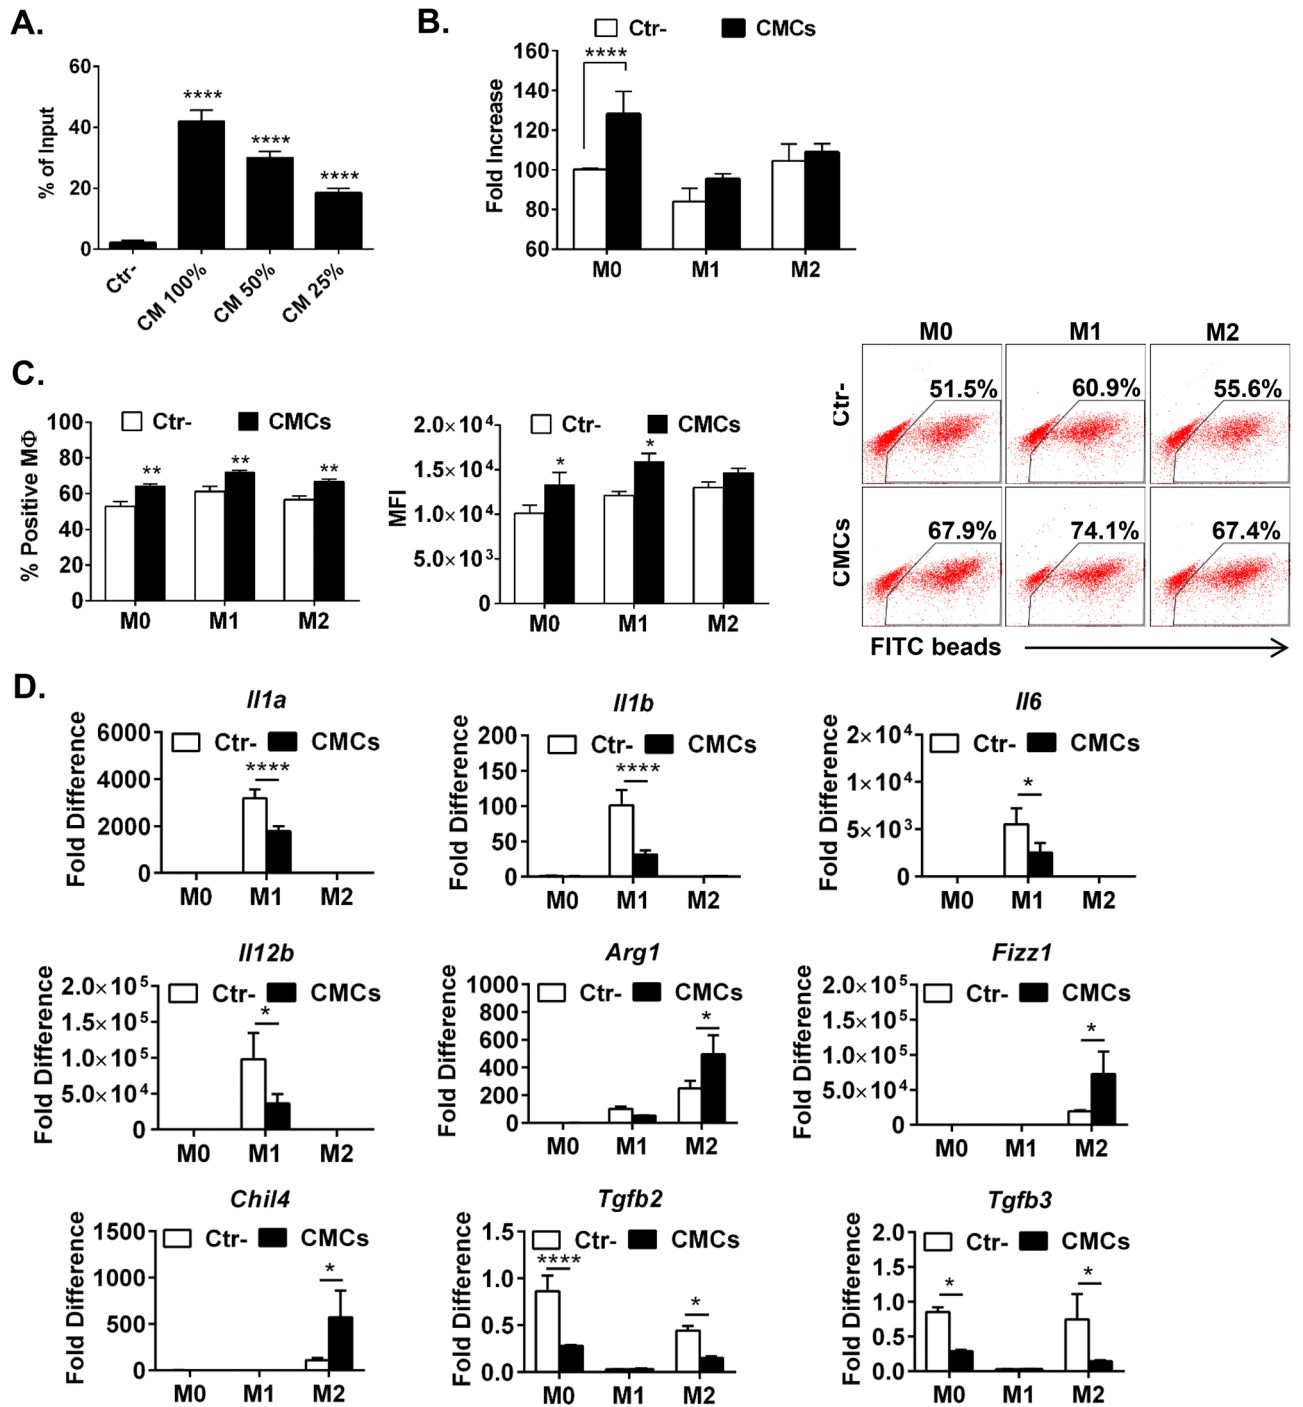 A.
% of Input
60
40
20
0
****
****
****
Ctr-
CM 100%
CM 50%
CM 25%
B.
Ctr- CMCs
Fold Increase
160
140
120
100
80
60
****
M0 M1 M2
C.
% Positive MΦ
Ctr- CMCs
100
80
60
40
20
0
** ** **
M0 M1 M2
MFI
Ctr- CMCs
2.0×10⁴
1.5×10⁴
1.0×10⁴
5.0×10³
0
* *
M0 M1 M2
M0 M1 M2
Ctr-
51.5% 60.9% 55.6%
CMCs
67.9% 74.1% 67.4%
FITC beads
D.
Il1a
Fold Difference
Ctr- CMCs
6000
4000
2000
0
****
M0 M1 M2
Il1b
Fold Difference
Ctr- CMCs
200
150
100
50
0
****
M0 M1 M2
Il6
Fold Difference
Ctr- CMCs
2×10⁴
1×10⁴
5×10³
0
*
M0 M1 M2
Il12b
Fold Difference
Ctr- CMCs
2.0×10⁵
1.5×10⁵
1.0×10⁵
5.0×10⁴
0
*
M0 M1 M2
Arg1
Fold Difference
Ctr- CMCs
1000
800
600
400
200
0
*
M0 M1 M2
Fizz1
Fold Difference
Ctr- CMCs
2.0×10⁵
1.5×10⁵
1.0×10⁵
5.0×10⁴
0
*
M0 M1 M2
Chil4
Fold Difference
Ctr- CMCs
1500
1000
500
0
*
M0 M1 M2
Tgfb2
Fold Difference
Ctr- CMCs
1.5
1.0
0.5
0.0
**** *
M0 M1 M2
Tgfb3
Fold Difference
Ctr- CMCs
2.0
1.5
1.0
0.5
0.0
* *
M0 M1 M2